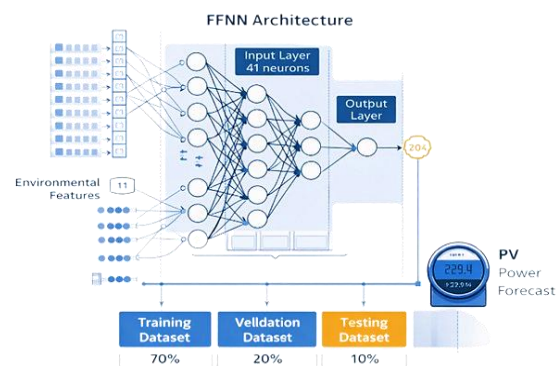 FFNN Architecture
Input Layer
41 neurons
Output
Layer
204
Environmental
Features
11
229.4
PV
Power
Forecast
Training
Dataset
Velldation
Dataset
Testing
Dataset
70%
20%
10%